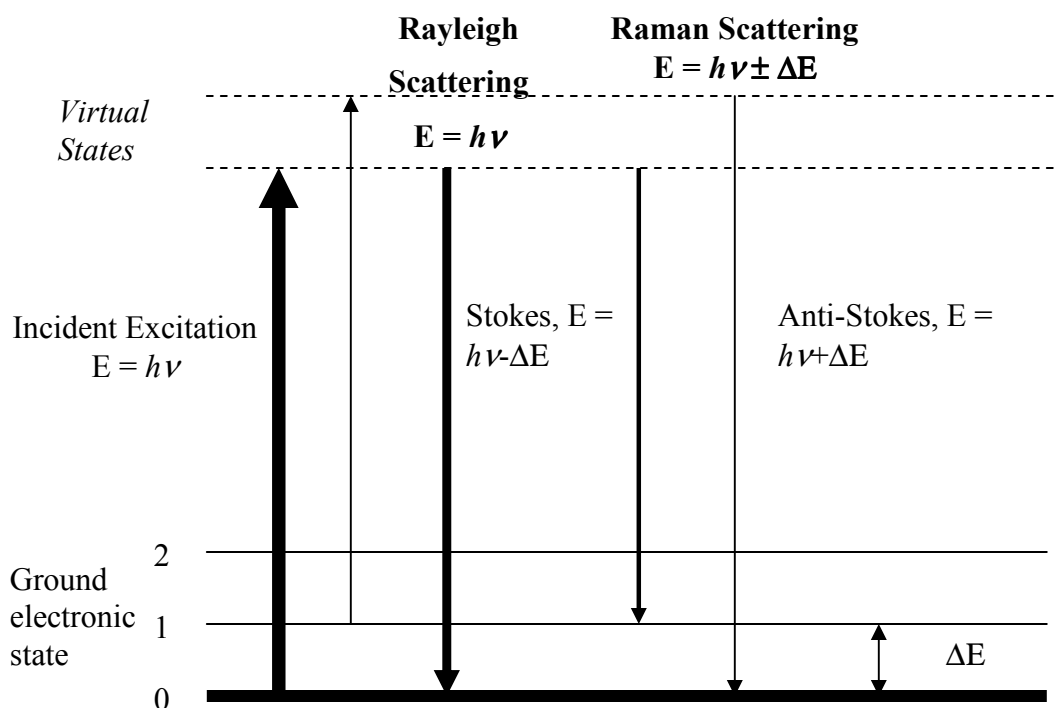 Rayleigh
Scattering
E = hν
Raman Scattering
E = hν ± ΔE
Virtual
States
Incident Excitation
E = hν
Stokes, E =
hν-ΔE
Anti-Stokes, E =
hν+ΔE
Ground
electronic
state
2
1
0
ΔE